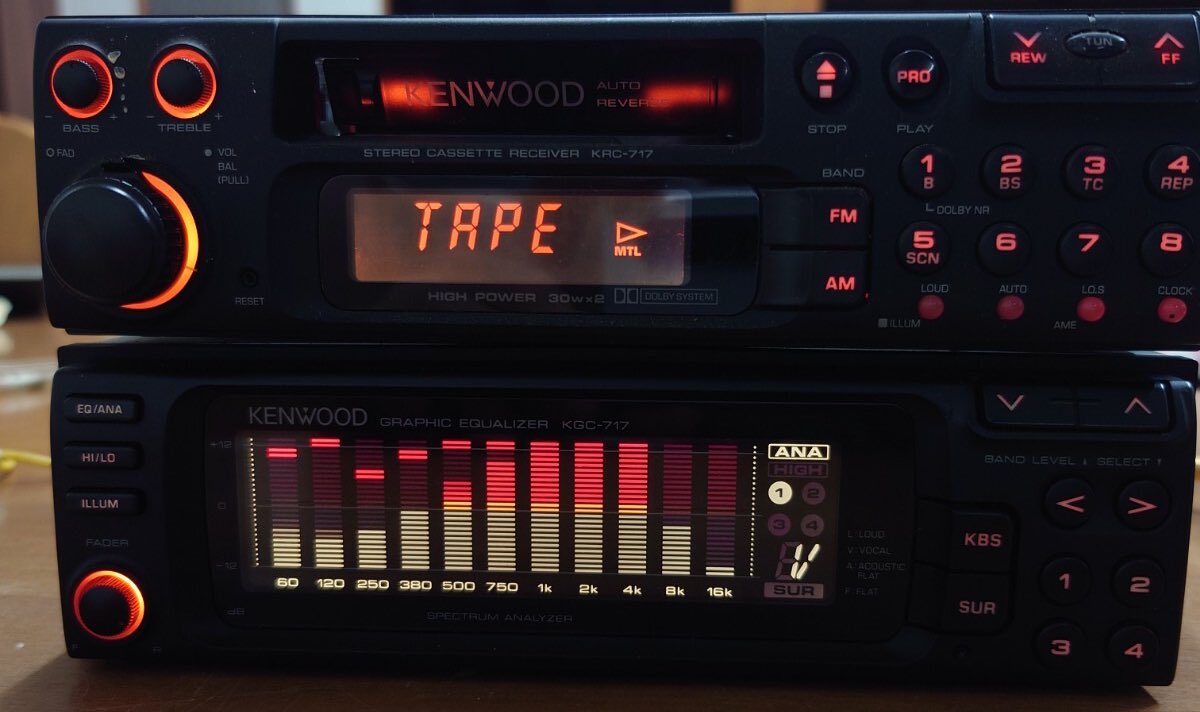 BASS TREBLE
- + - +
FAD VOL
BAL
(PULL)
KENWOOD AUTO
REVERSE
STEREO CASSETTE RECEIVER KRC-717
TAPE
MTL
RESET
HIGH POWER 30W×2 DOLBY SYSTEM
STOP PLAY
PRO
REW TUN FF
BAND
FM
AM
1 2 3 4
B BS TC REP
DOLBY NR
5 6 7 8
SCN
LOUD AUTO LO.S CLOCK
ILLUM AME
EQ/ANA
HI/LO
ILLUM
FADER
F R
KENWOOD GRAPHIC EQUALIZER KGC-717
+12
0
-12
dB
60 120 250 380 500 750 1k 2k 4k 8k 16k
SPECTRUM ANALYZER
ANA
HIGH
1 2
3 4
V
SUR
L : LOUD
V : VOCAL
A : ACOUSTIC
FLAT
F : FLAT
BAND LEVEL SELECT
< >
KBS
SUR
1 2
3 4